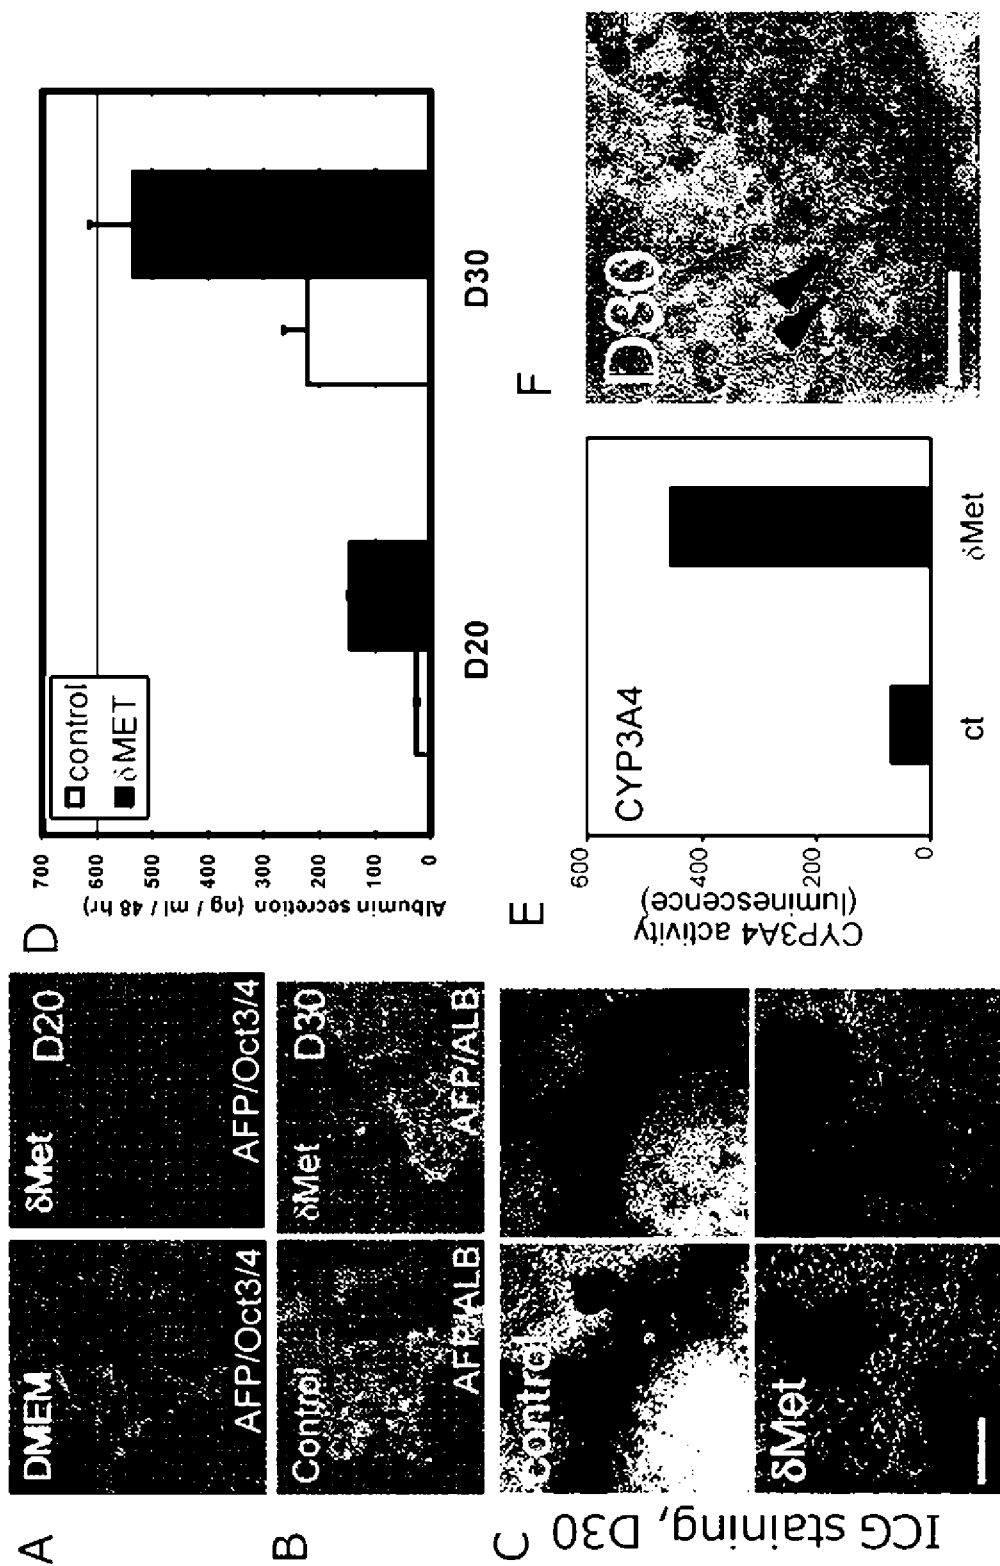 A
DMEM
AFP/Oct3/4
δMet D20
AFP/Oct3/4
B
Control
AFP/ALB
δMet D30
AFP/ALB
C
ICG staining, D30
control
δMet
D
Albumin secretion (ng / ml / 48 hr)
700
600
500
400
300
200
100
0
control
δMET
D20
D30
E
CYP3A4 activity
(luminescence)
600
400
200
0
CYP3A4
ct
δMet
F
D30